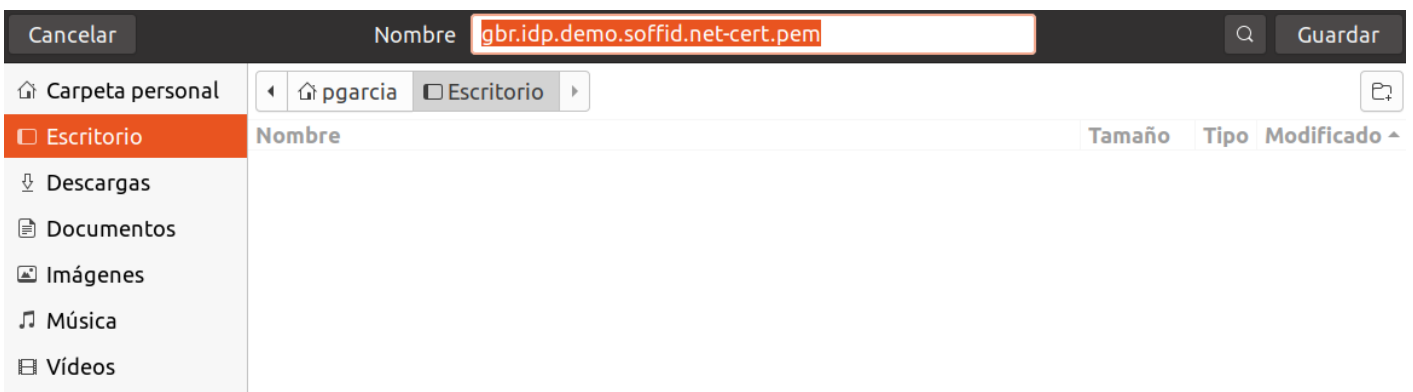 Cancelar Nombre gbr.idp.demo.soffid.net-cert.pem Guardar
Carpeta personal pgarcia Escritorio
Escritorio Nombre Tamaño Tipo Modificado
Descargas
Documentos
Imágenes
Música
Vídeos